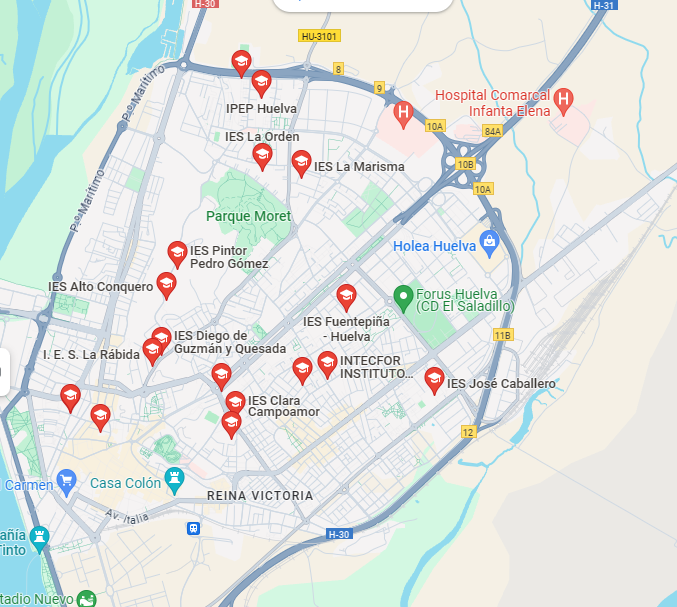 H-30
H-31
HU-3101
8
9
Pº Marítimo
IPEP Huelva
Hospital Comarcal
Infanta Elena
10A
84A
IES La Orden
IES La Marisma
10B
10A
Pº Marítimo
Parque Moret
Holea Huelva
IES Pintor
Pedro Gómez
IES Alto Conquero
Forus Huelva
(CD El Saladillo)
IES Fuentepiña
- Huelva
11B
IES Diego de
Guzmán y Quesada
I. E. S. La Rábida
INTECFOR
INSTITUTO...
IES José Caballero
IES Clara
Campoamor
12
Carmen
Casa Colón
REINA VICTORIA
Av. Italia
H-30
añía
Tinto
tadio Nuevo